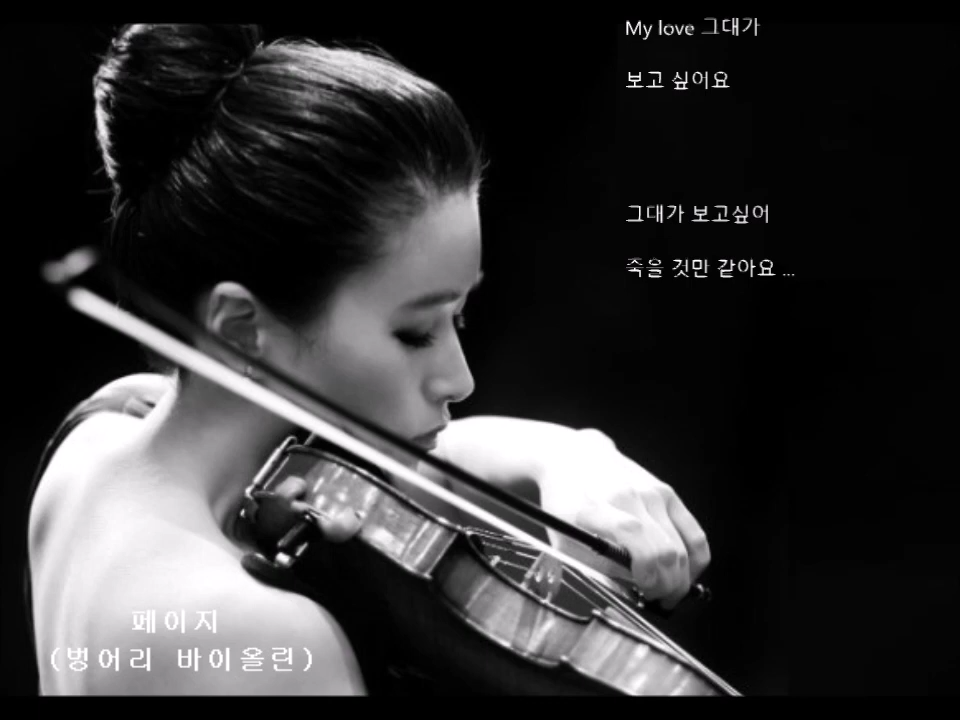 My love 그대가
보고 싶어요
그대가 보고싶어
죽을 것만 같아요 ...
페이지
(벙어리 바이올린)